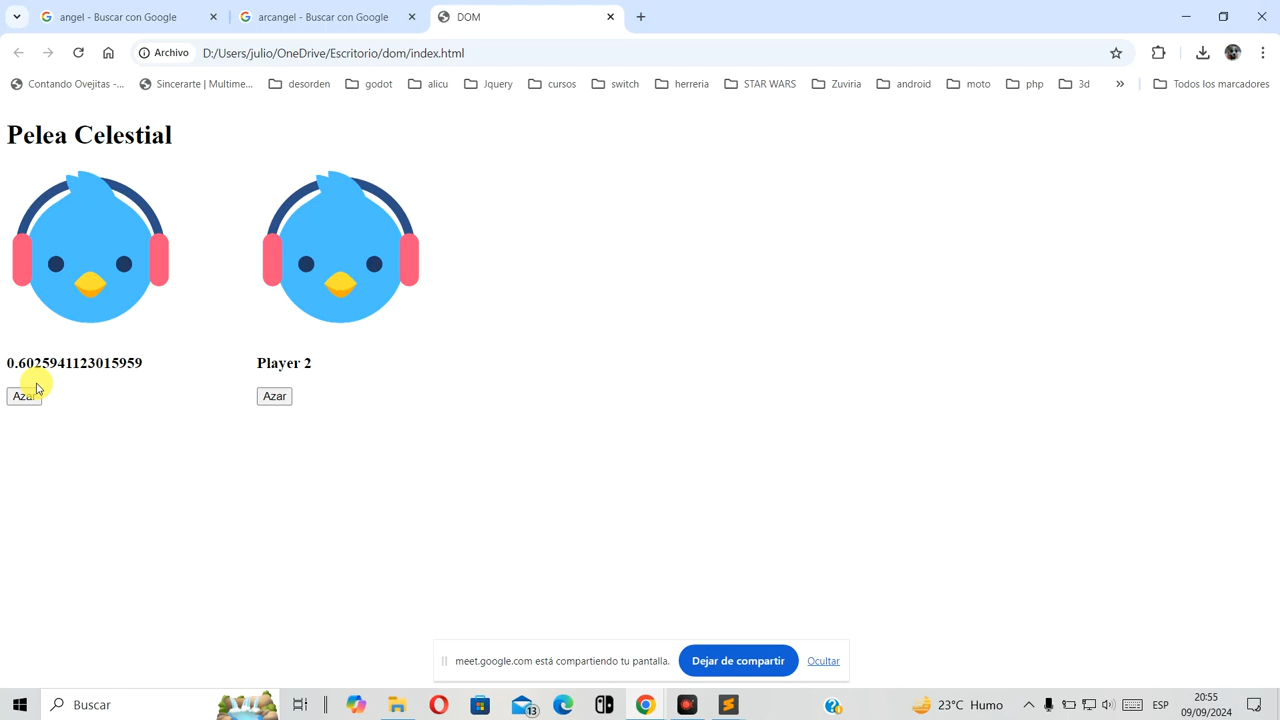 angel - Buscar con Google
arcangel - Buscar con Google
DOM
Archivo
D:/Users/julio/OneDrive/Escritorio/dom/index.html
Contando Ovejitas -...
Sincerarte | Multime...
desorden
godot
alicu
Jquery
cursos
switch
herreria
STAR WARS
Zuviria
android
moto
php
3d
»
Todos los marcadores
Pelea Celestial
0.6025941123015959
Player 2
Azar
Azar
meet.google.com está compartiendo tu pantalla.
Dejar de compartir
Ocultar
Buscar
13
23°C Humo
ESP
20:55
09/09/2024